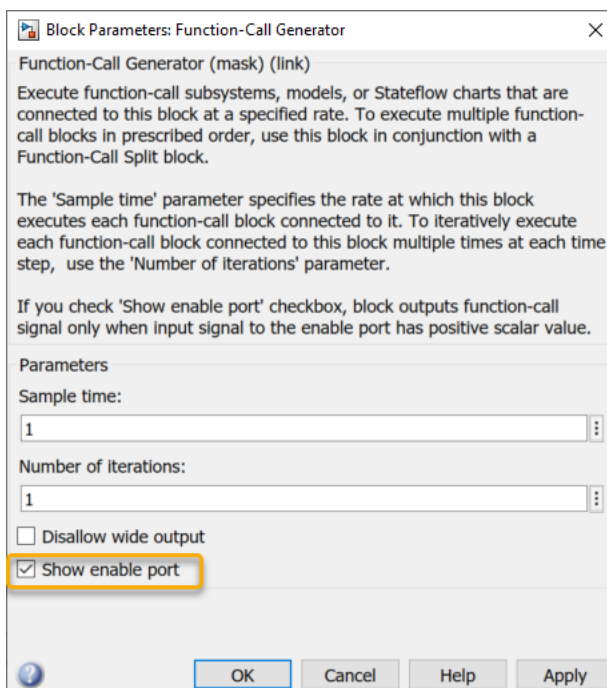 Block Parameters: Function-Call Generator
Function-Call Generator (mask) (link)
Execute function-call subsystems, models, or Stateflow charts that are
connected to this block at a specified rate. To execute multiple function-
call blocks in prescribed order, use this block in conjunction with a
Function-Call Split block.
The 'Sample time' parameter specifies the rate at which this block
executes each function-call block connected to it. To iteratively execute
each function-call block connected to this block multiple times at each time
step,  use the 'Number of iterations' parameter.
If you check 'Show enable port' checkbox, block outputs function-call
signal only when input signal to the enable port has positive scalar value.
Parameters
Sample time:
1
Number of iterations:
1
Disallow wide output
Show enable port
OK Cancel Help Apply